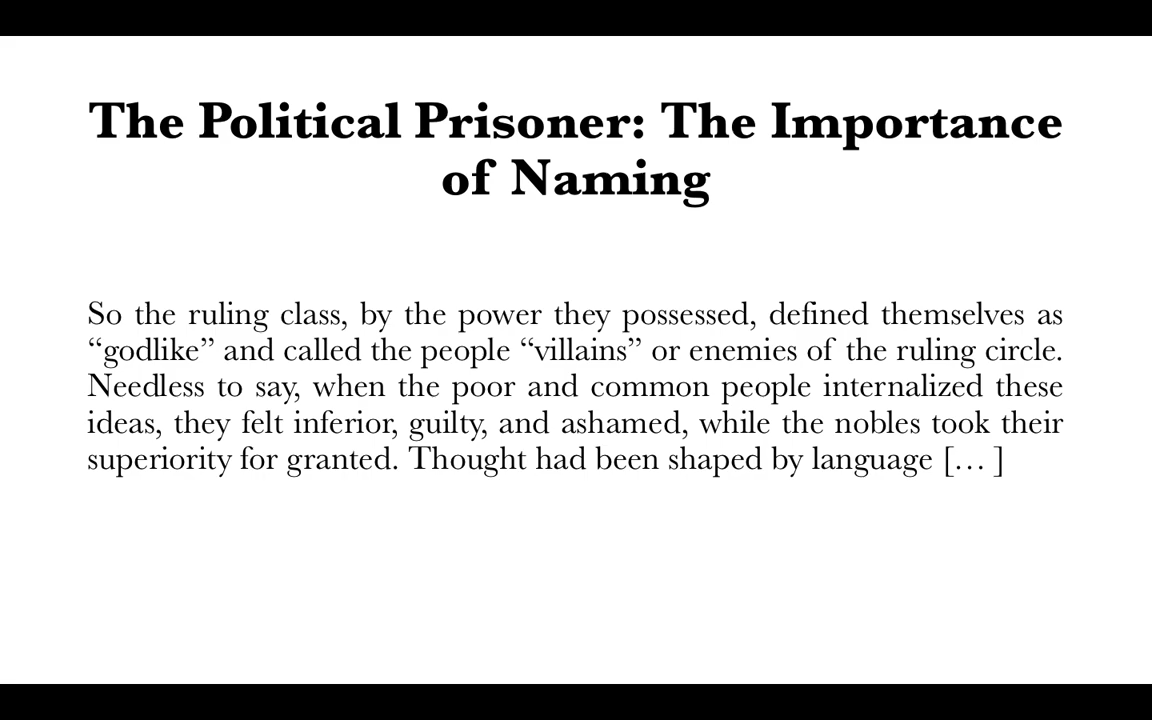 The Political Prisoner: The Importance
of Naming
So the ruling class, by the power they possessed, defined themselves as
“godlike” and called the people “villains” or enemies of the ruling circle.
Needless to say, when the poor and common people internalized these
ideas, they felt inferior, guilty, and ashamed, while the nobles took their
superiority for granted. Thought had been shaped by language [… ]